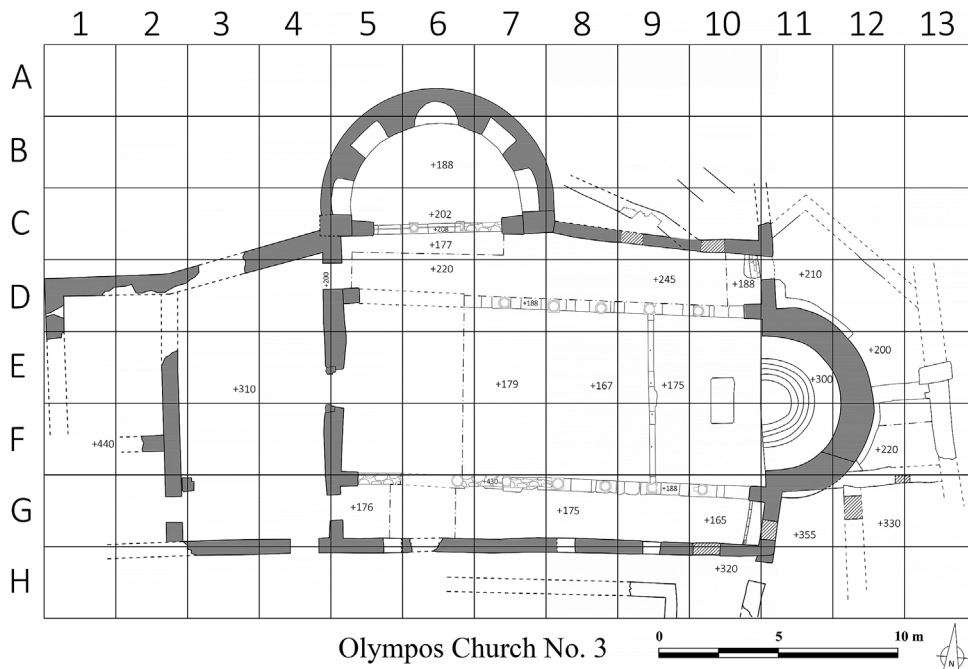 1 2 3 4 5 6 7 8 9 10 11 12 13
A
B
+188
C
+202
+208
+177
D
+200
+220
+245
+188
+210
+188
E
+200
+310
+179
+167
+175
+300
F
+440
+220
G
+430
+188
+176
+175
+165
+355
+330
H
+320
Olympos Church No. 3
0 5 10 m
N